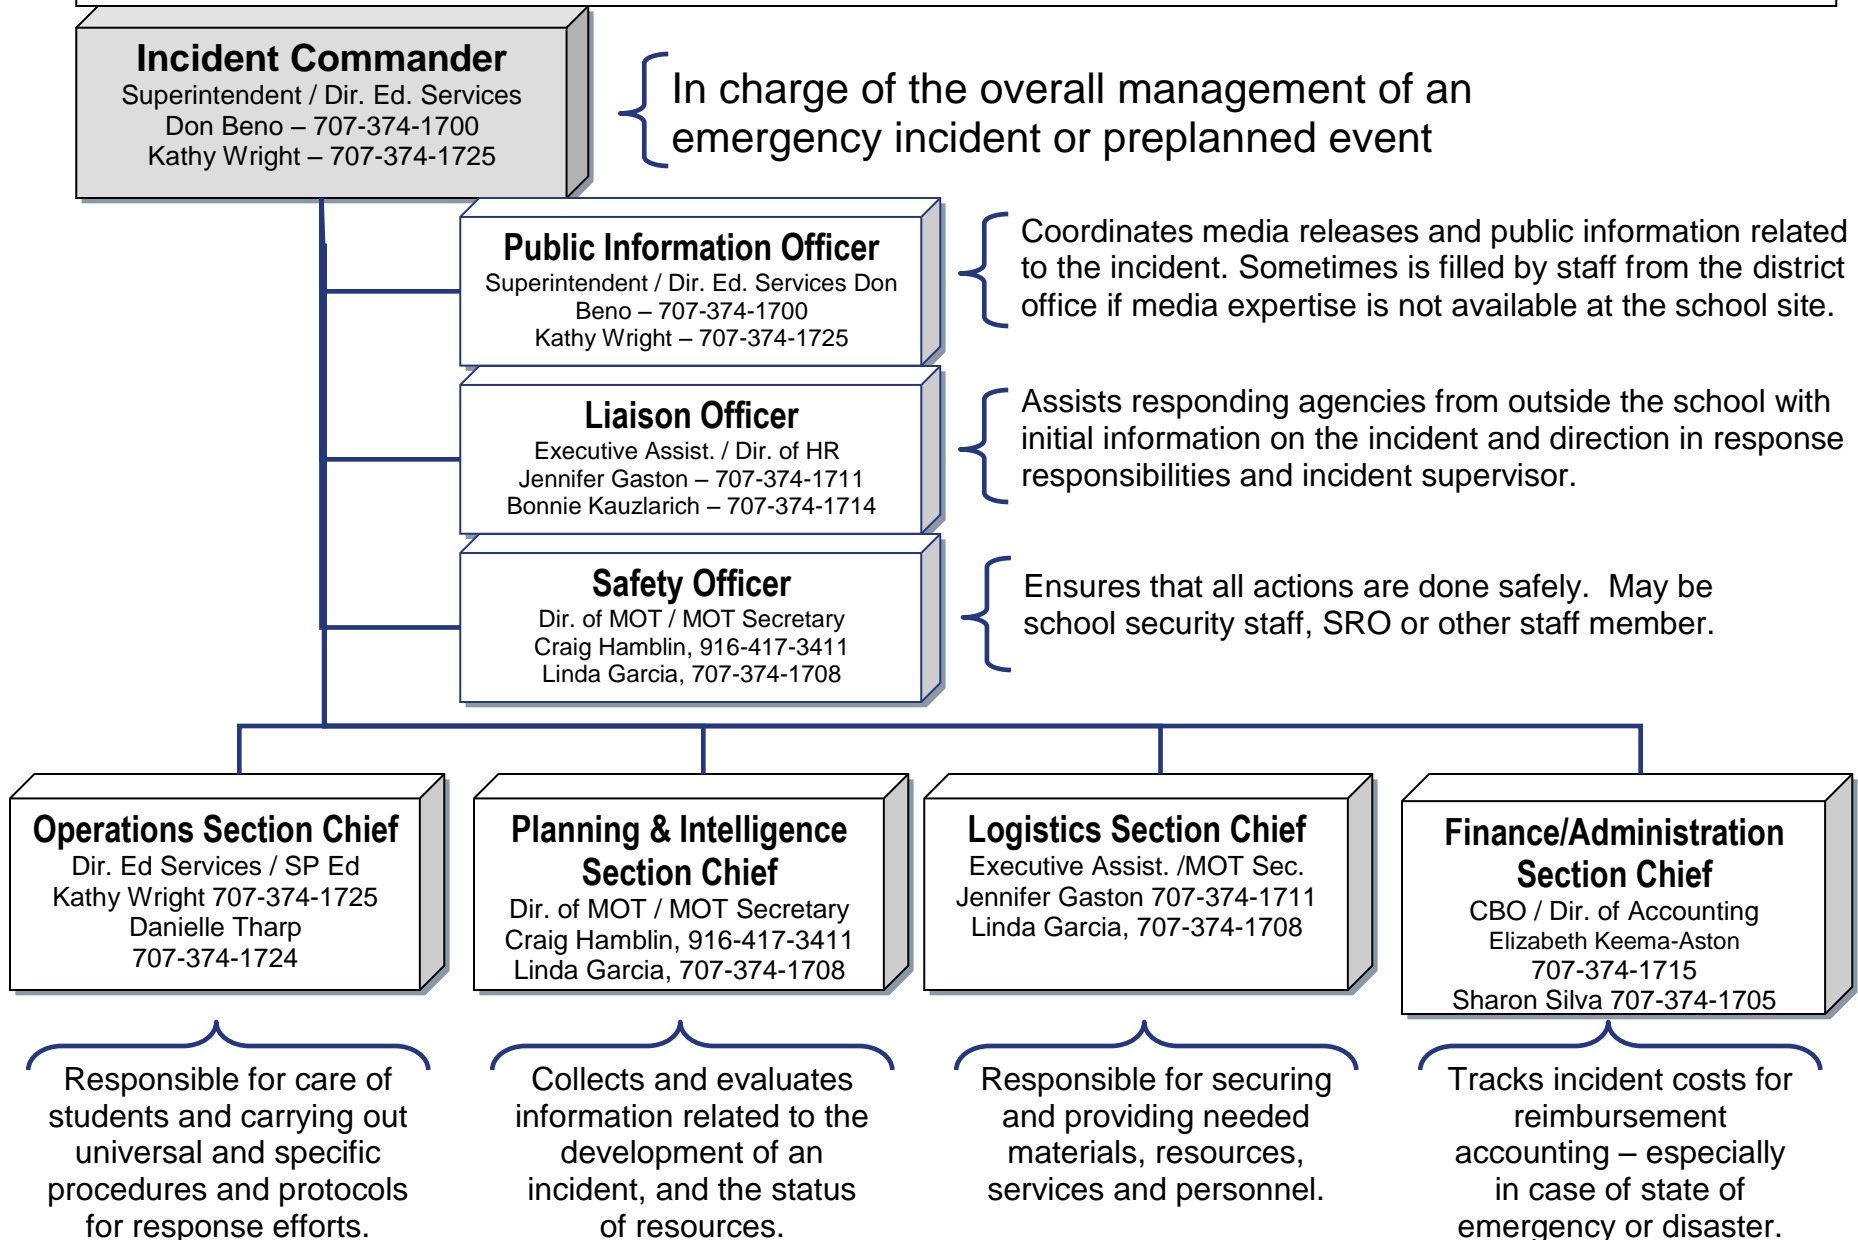 Incident Commander
Superintendent / Dir. Ed. Services
Don Beno – 707-374-1700
Kathy Wright – 707-374-1725
In charge of the overall management of an
emergency incident or preplanned event
Public Information Officer
Superintendent / Dir. Ed. Services Don
Beno – 707-374-1700
Kathy Wright – 707-374-1725
Coordinates media releases and public information related
to the incident. Sometimes is filled by staff from the district
office if media expertise is not available at the school site.
Liaison Officer
Executive Assist. / Dir. of HR
Jennifer Gaston – 707-374-1711
Bonnie Kauzlarich – 707-374-1714
Assists responding agencies from outside the school with
initial information on the incident and direction in response
responsibilities and incident supervisor.
Safety Officer
Dir. of MOT / MOT Secretary
Craig Hamblin, 916-417-3411
Linda Garcia, 707-374-1708
Ensures that all actions are done safely.  May be
school security staff, SRO or other staff member.
Operations Section Chief
Dir. Ed Services / SP Ed
Kathy Wright 707-374-1725
Danielle Tharp
707-374-1724
Planning & Intelligence
Section Chief
Dir. of MOT / MOT Secretary
Craig Hamblin, 916-417-3411
Linda Garcia, 707-374-1708
Logistics Section Chief
Executive Assist. /MOT Sec.
Jennifer Gaston 707-374-1711
Linda Garcia, 707-374-1708
Finance/Administration
Section Chief
CBO / Dir. of Accounting
Elizabeth Keema-Aston
707-374-1715
Sharon Silva 707-374-1705
Responsible for care of
students and carrying out
universal and specific
procedures and protocols
for response efforts.
Collects and evaluates
information related to the
development of an
incident, and the status
of resources.
Responsible for securing
and providing needed
materials, resources,
services and personnel.
Tracks incident costs for
reimbursement
accounting – especially
in case of state of
emergency or disaster.